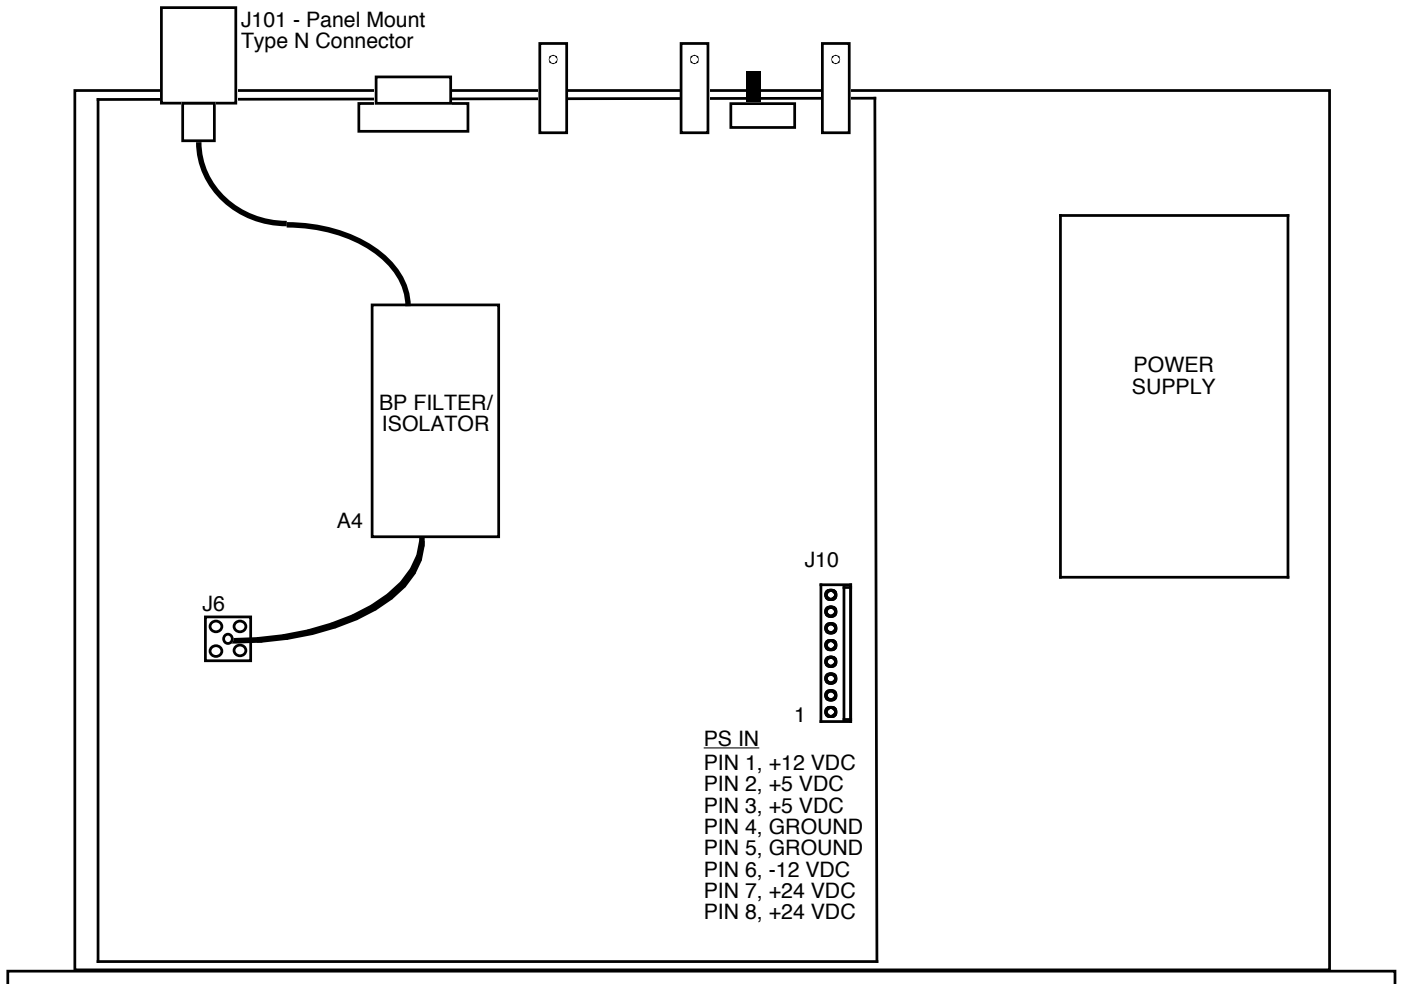 J101 - Panel Mount
Type N Connector
POWER
SUPPLY
BP FILTER/
ISOLATOR
A4
J10
J6
1
PS IN
PIN 1, +12 VDC
PIN 2, +5 VDC
PIN 3, +5 VDC
PIN 4, GROUND
PIN 5, GROUND
PIN 6, -12 VDC
PIN 7, +24 VDC
PIN 8, +24 VDC